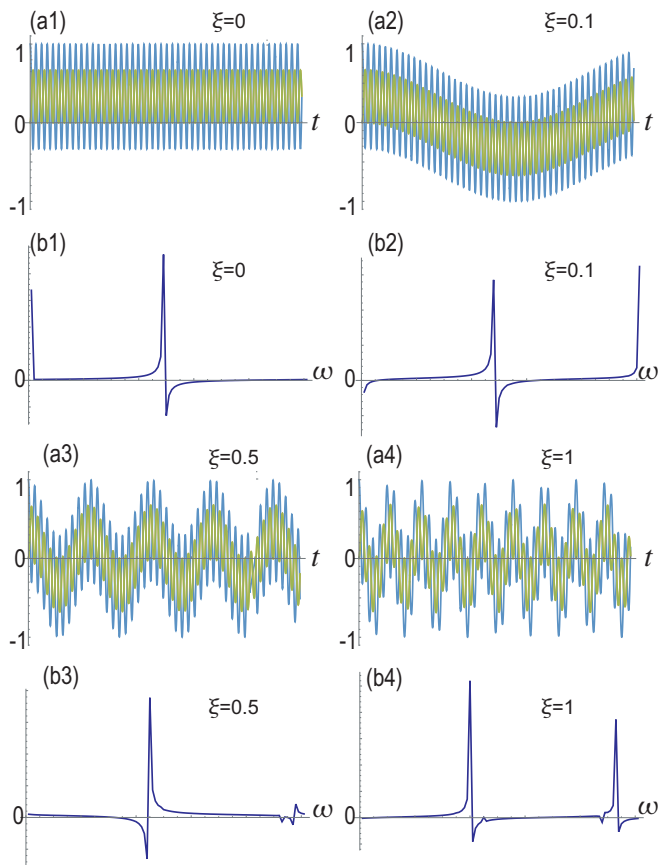 (a1) ξ=0
1
0
-1
t
(a2) ξ=0.1
1
0
-1
t
(b1) ξ=0
0
ω
(b2) ξ=0.1
0
ω
(a3) ξ=0.5
1
0
-1
t
(a4) ξ=1
1
0
-1
t
(b3) ξ=0.5
0
ω
(b4) ξ=1
0
ω